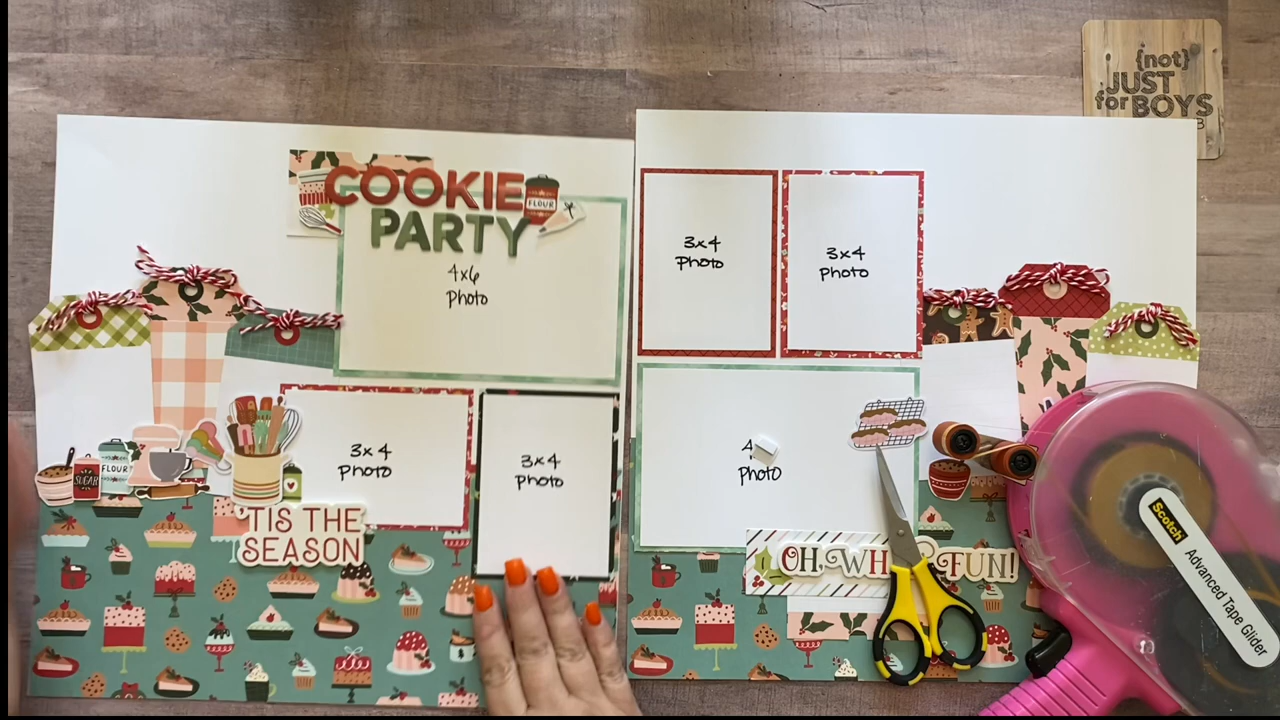 {not}
JUST
for BOYS
COOKIE
FLOUR
PARTY
4x6
Photo
3x4
Photo
3x4
Photo
3x4
Photo
3x4
Photo
4
Photo
SUGAR
FLOUR
'TIS THE
SEASON
OH, WH FUN!
Scotch
Advanced Tape Glider